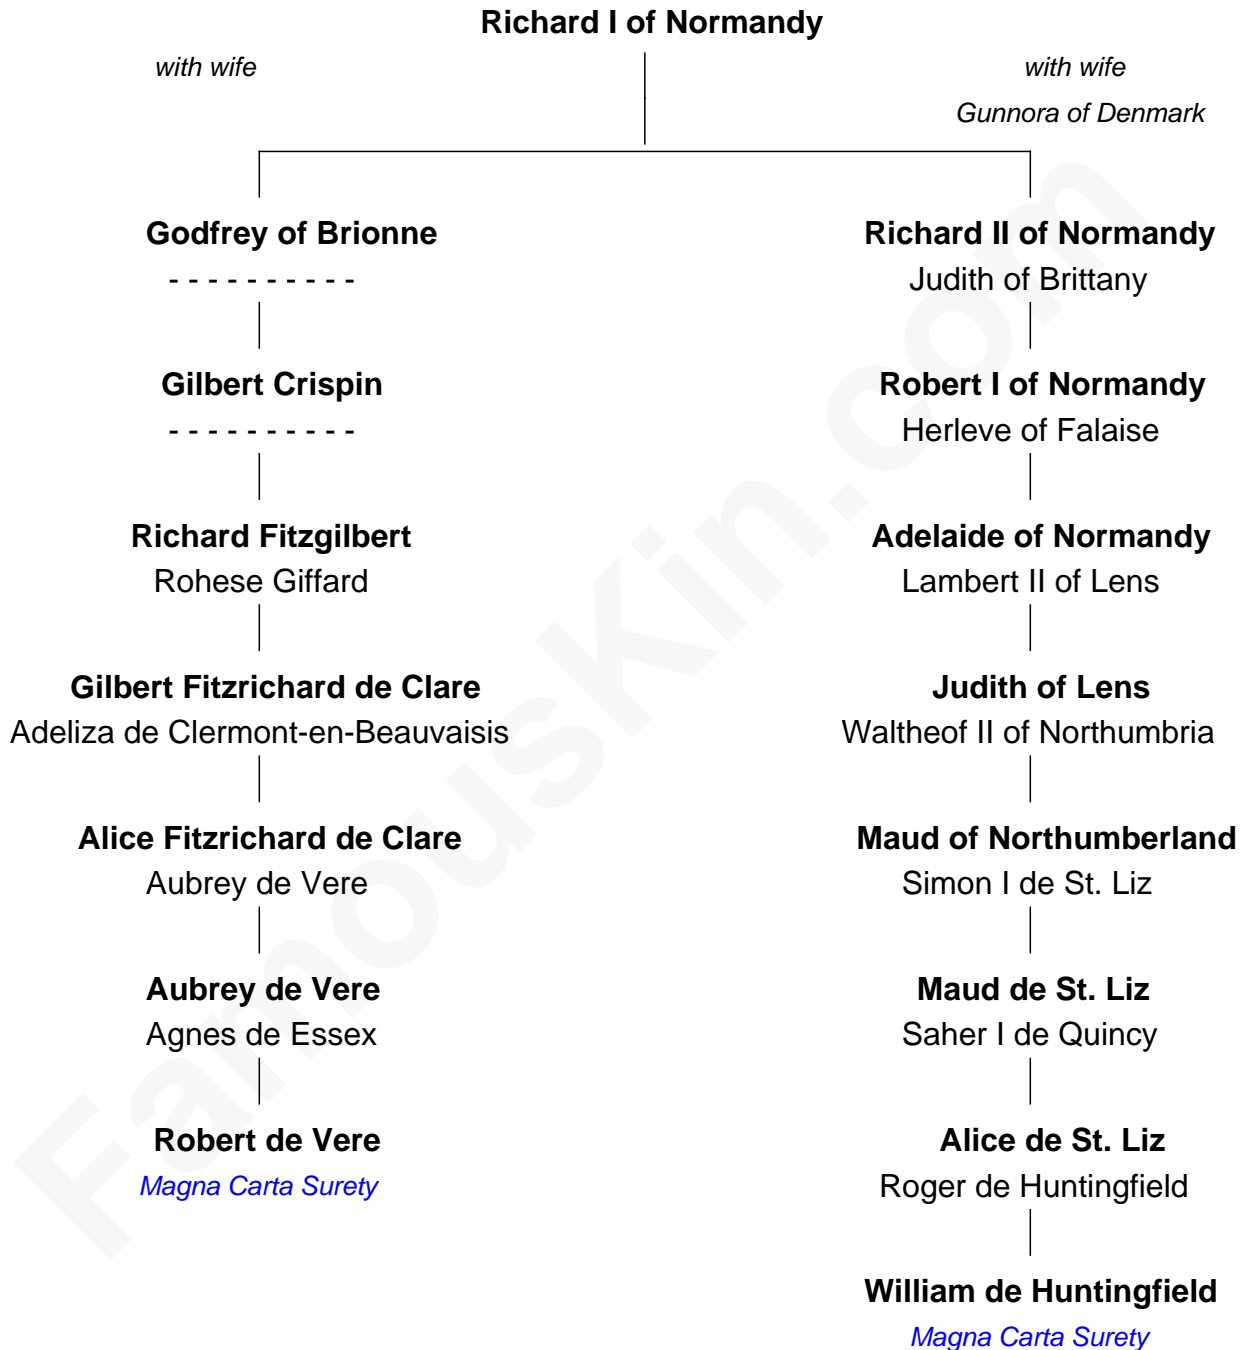 Richard I of Normandy
with wife
with wife
Gunnora of Denmark
Godfrey of Brionne
- - - - - - - - - -
Gilbert Crispin
- - - - - - - - - -
Richard Fitzgilbert
Rohese Giffard
Gilbert Fitzrichard de Clare
Adeliza de Clermont-en-Beauvaisis
Alice Fitzrichard de Clare
Aubrey de Vere
Aubrey de Vere
Agnes de Essex
Robert de Vere
Magna Carta Surety
Richard II of Normandy
Judith of Brittany
Robert I of Normandy
Herleve of Falaise
Adelaide of Normandy
Lambert II of Lens
Judith of Lens
Waltheof II of Northumbria
Maud of Northumberland
Simon I de St. Liz
Maud de St. Liz
Saher I de Quincy
Alice de St. Liz
Roger de Huntingfield
William de Huntingfield
Magna Carta Surety
FamousKin.com